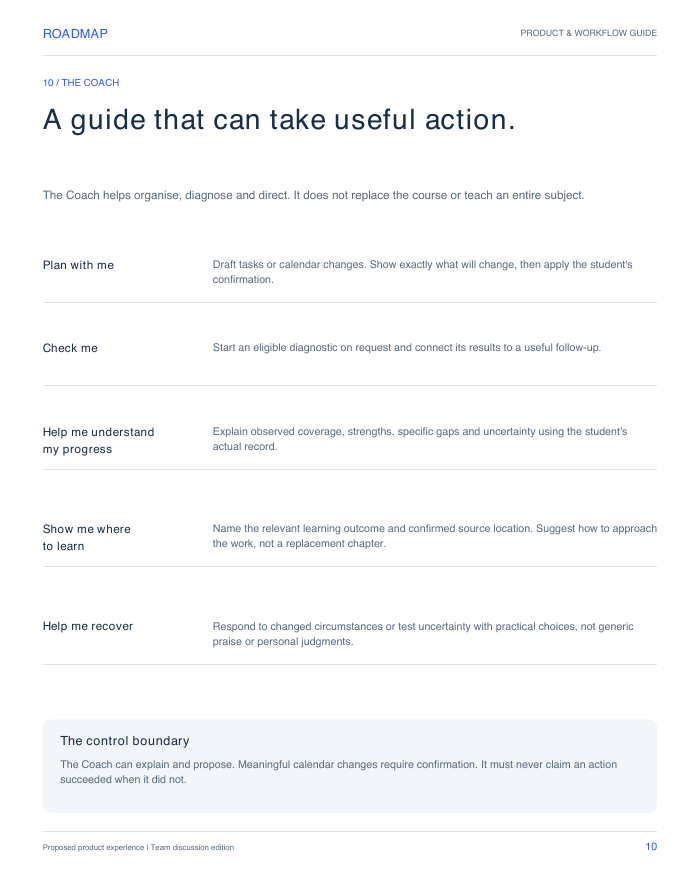 ROADMAP
PRODUCT & WORKFLOW GUIDE
10 / THE COACH
A guide that can take useful action.
The Coach helps organise, diagnose and direct. It does not replace the course or teach an entire subject.
Plan with me
Draft tasks or calendar changes. Show exactly what will change, then apply the student's
confirmation.
Check me
Start an eligible diagnostic on request and connect its results to a useful follow-up.
Help me understand
my progress
Explain observed coverage, strengths, specific gaps and uncertainty using the student's
actual record.
Show me where
to learn
Name the relevant learning outcome and confirmed source location. Suggest how to approach
the work, not a replacement chapter.
Help me recover
Respond to changed circumstances or test uncertainty with practical choices, not generic
praise or personal judgments.
The control boundary
The Coach can explain and propose. Meaningful calendar changes require confirmation. It must never claim an action
succeeded when it did not.
Proposed product experience | Team discussion edition
10